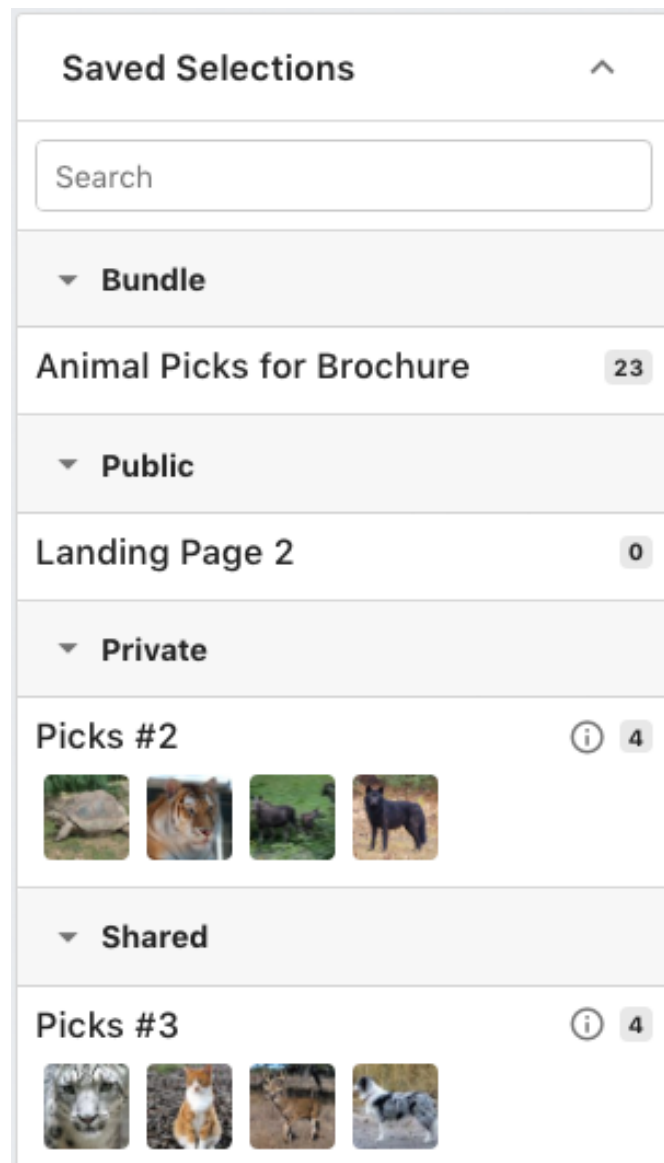 Saved Selections
Search
Bundle
Animal Picks for Brochure 23
Public
Landing Page 2 0
Private
Picks #2 4
Shared
Picks #3 4